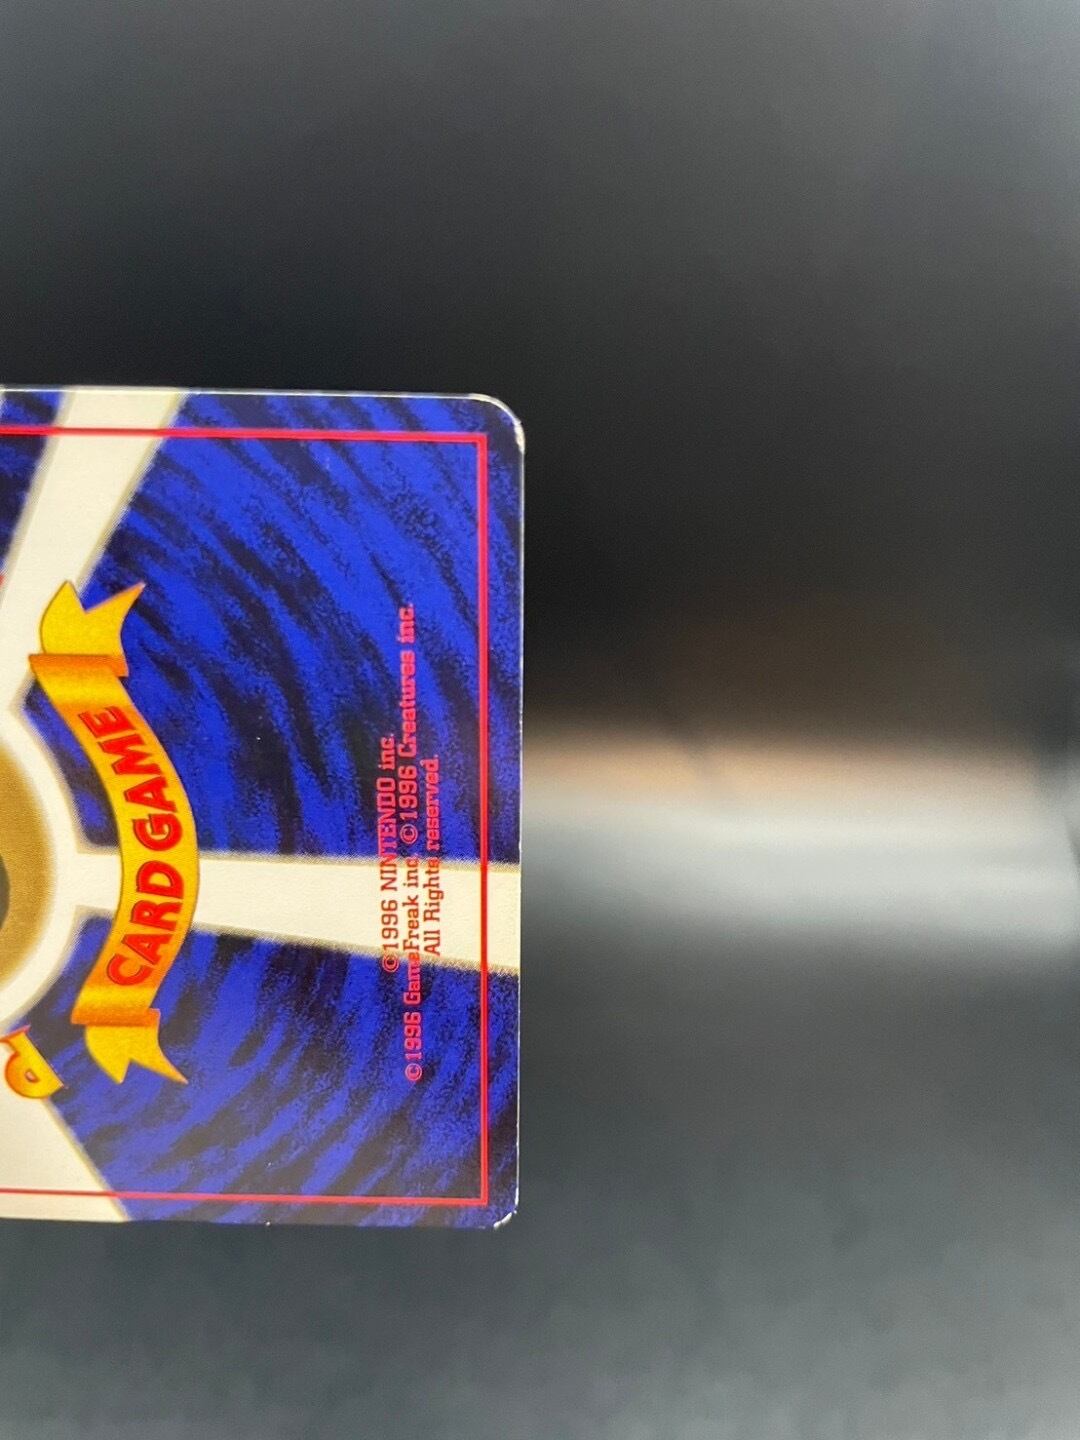 CARD GAME
©1996 NINTENDO inc.
©1996 GameFreak inc. ©1996 Creatures inc.
All Rights reserved.